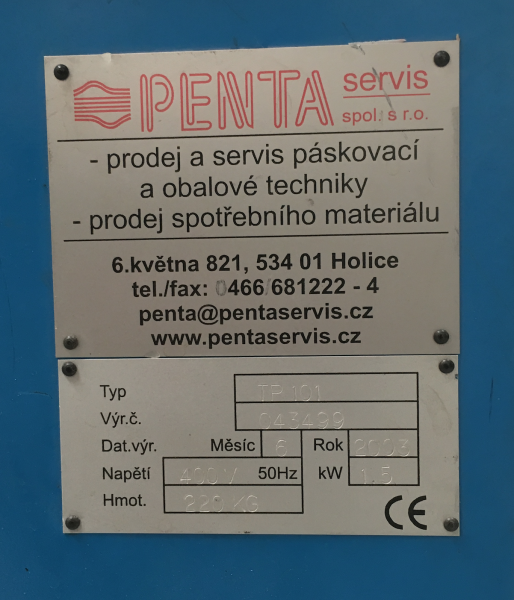 PENTA servis
spol. s r.o.
- prodej a servis páskovací
a obalové techniky
- prodej spotřebního materiálu
6.května 821, 534 01 Holice
tel./fax: 0466/681222 - 4
penta@pentaservis.cz
www.pentaservis.cz
Typ TP 101
Výr.č. 043499
Dat.výr. Měsíc 6 Rok 2003
Napětí 400 V 50Hz kW 1,5
Hmot. 220 KG
CE